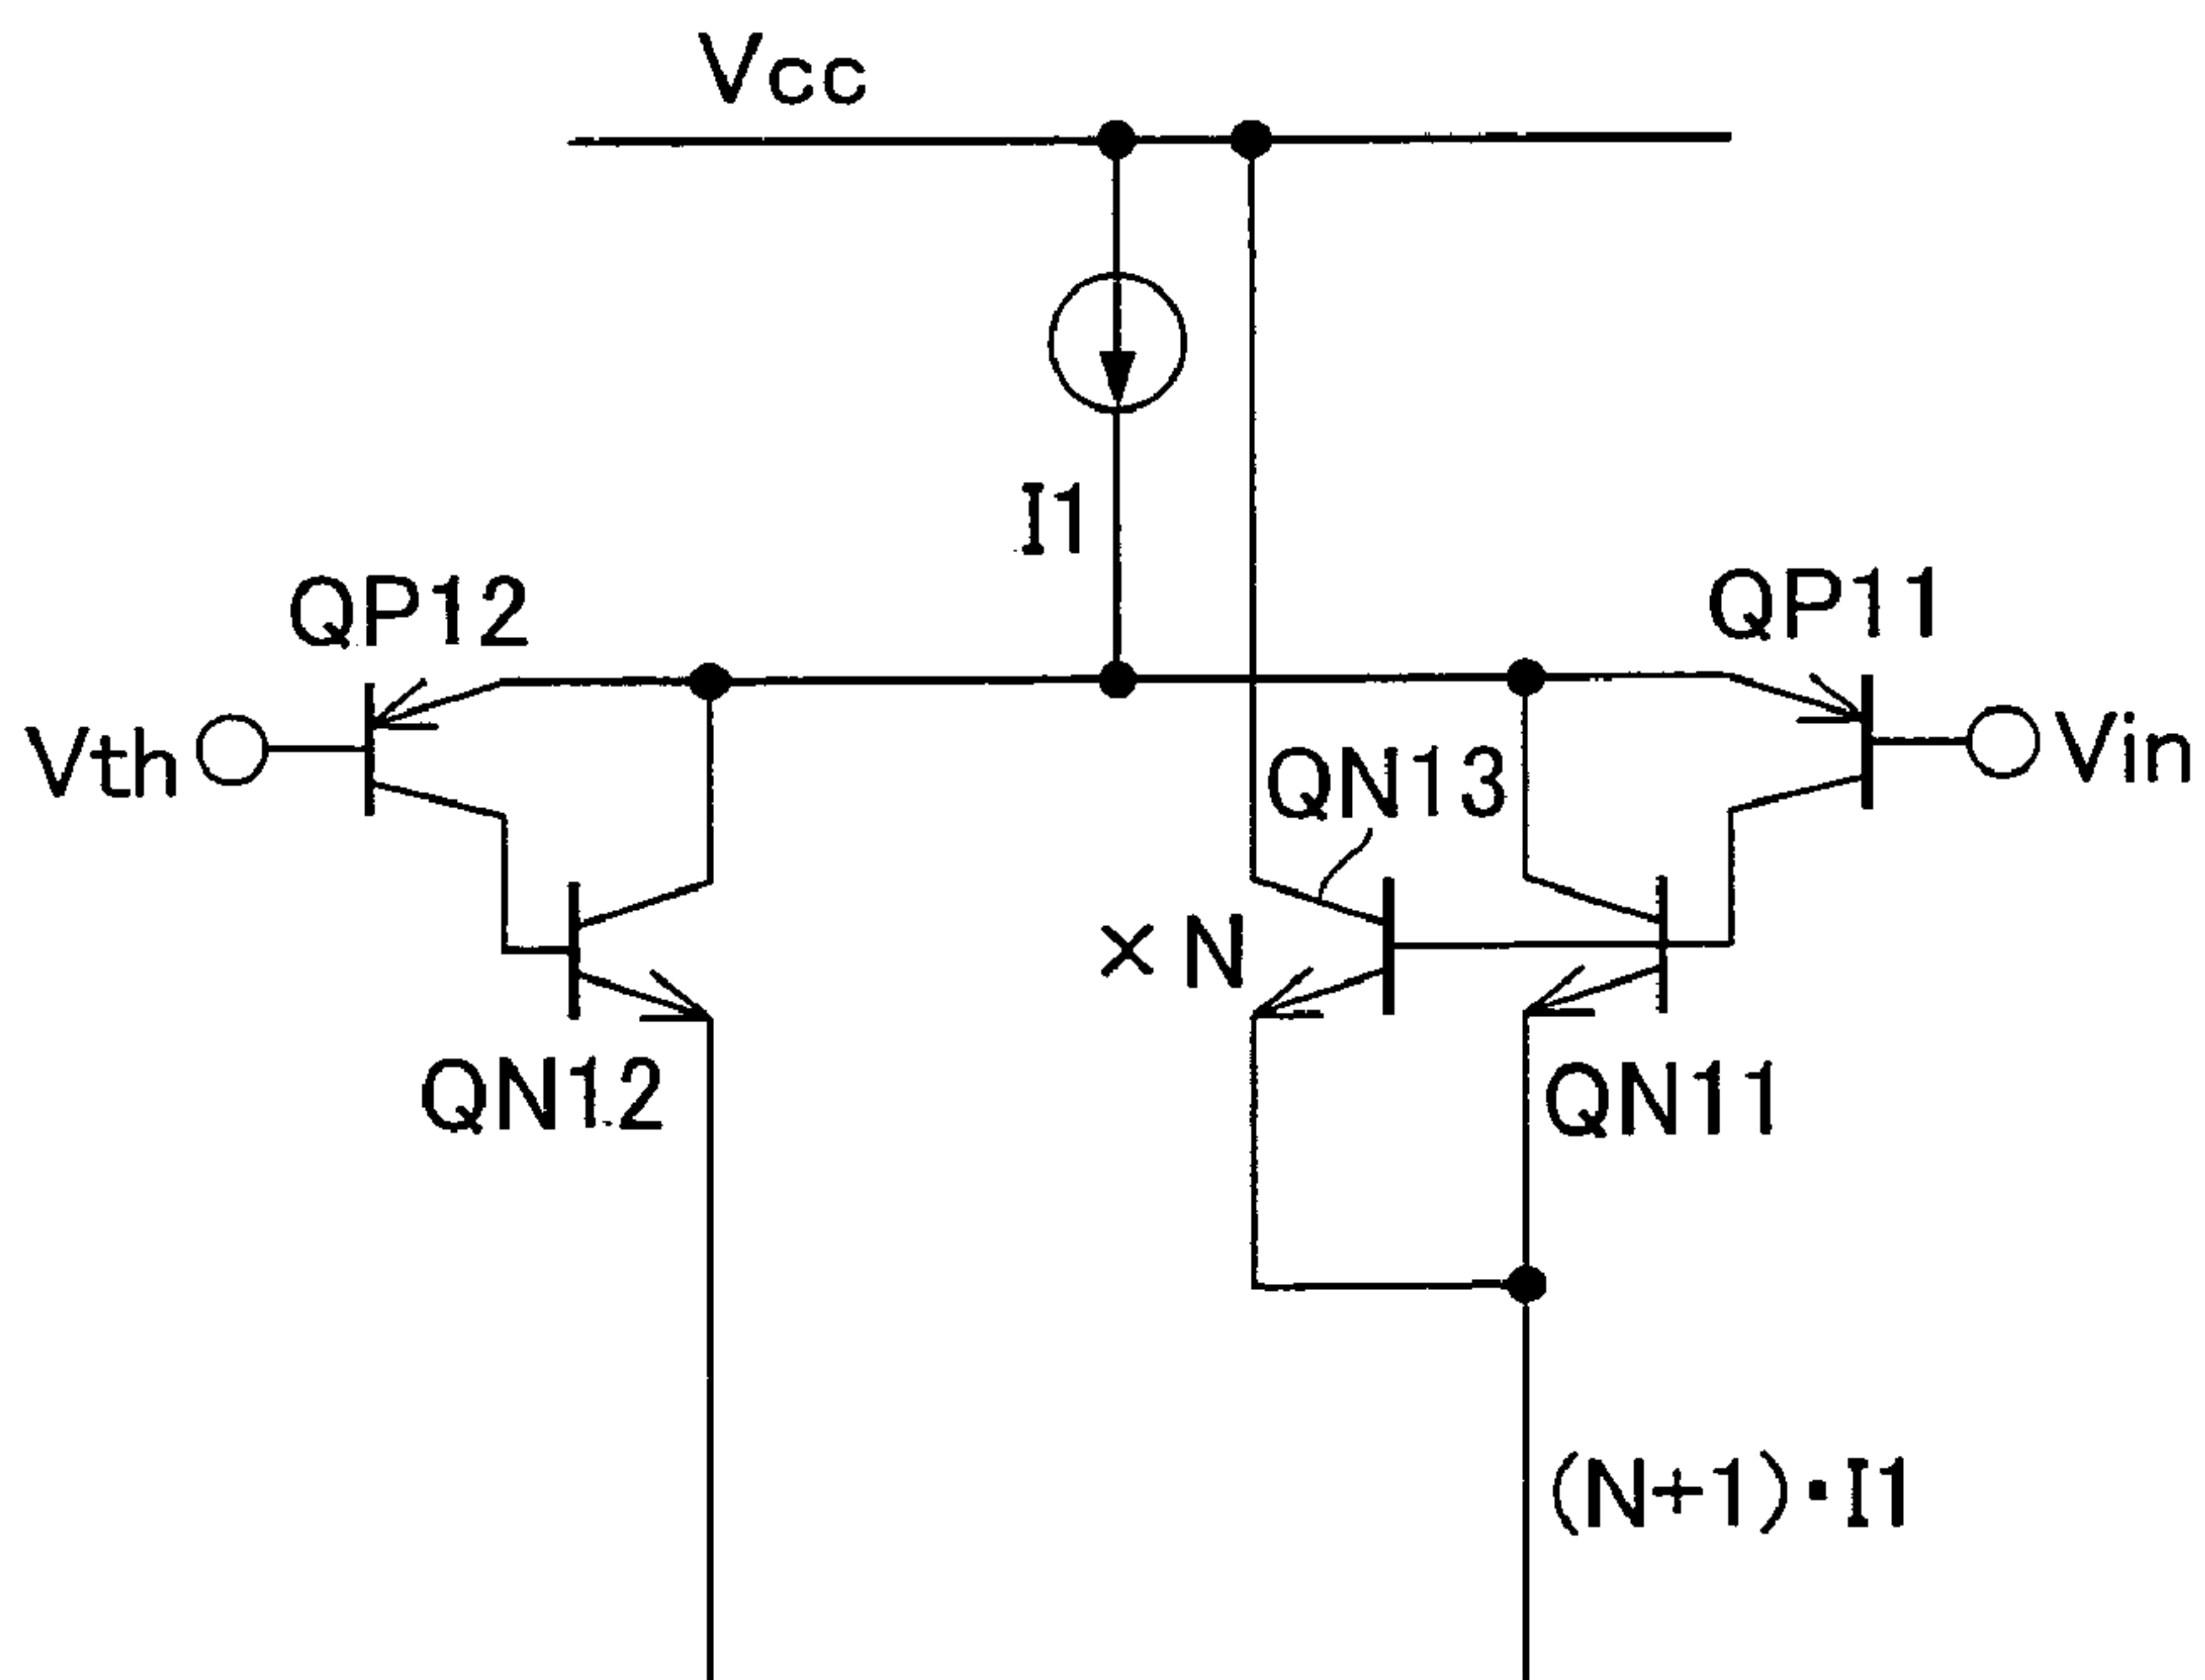 Vcc
I1
QP12
QP11
Vth
Vin
QN13
×N
QN12
QN11
(N+1)·I1